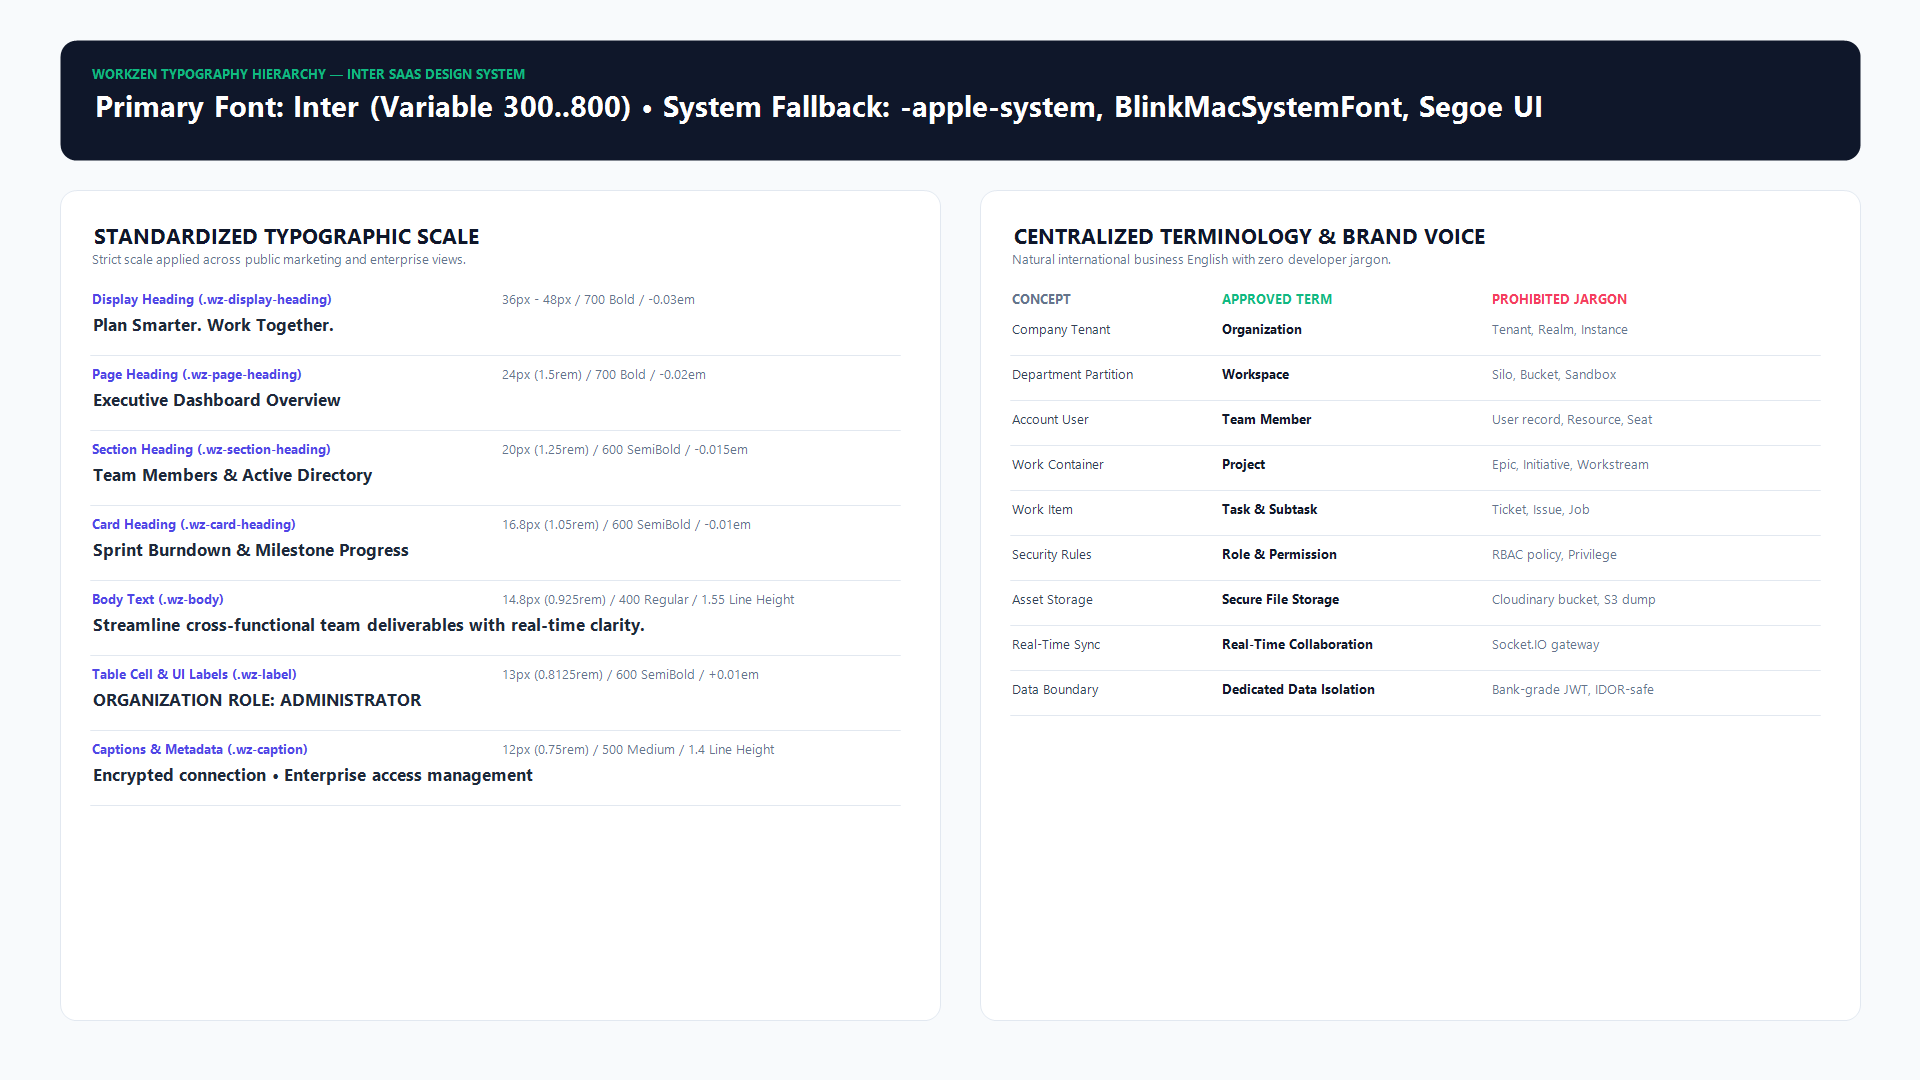 WORKZEN TYPOGRAPHY HIERARCHY — INTER SAAS DESIGN SYSTEM
Primary Font: Inter (Variable 300..800) • System Fallback: -apple-system, BlinkMacSystemFont, Segoe UI
STANDARDIZED TYPOGRAPHIC SCALE
Strict scale applied across public marketing and enterprise views.
Display Heading (.wz-display-heading) 36px - 48px / 700 Bold / -0.03em
Plan Smarter. Work Together.
Page Heading (.wz-page-heading) 24px (1.5rem) / 700 Bold / -0.02em
Executive Dashboard Overview
Section Heading (.wz-section-heading) 20px (1.25rem) / 600 SemiBold / -0.015em
Team Members & Active Directory
Card Heading (.wz-card-heading) 16.8px (1.05rem) / 600 SemiBold / -0.01em
Sprint Burndown & Milestone Progress
Body Text (.wz-body) 14.8px (0.925rem) / 400 Regular / 1.55 Line Height
Streamline cross-functional team deliverables with real-time clarity.
Table Cell & UI Labels (.wz-label) 13px (0.8125rem) / 600 SemiBold / +0.01em
ORGANIZATION ROLE: ADMINISTRATOR
Captions & Metadata (.wz-caption) 12px (0.75rem) / 500 Medium / 1.4 Line Height
Encrypted connection • Enterprise access management
CENTRALIZED TERMINOLOGY & BRAND VOICE
Natural international business English with zero developer jargon.
CONCEPT APPROVED TERM PROHIBITED JARGON
Company Tenant Organization Tenant, Realm, Instance
Department Partition Workspace Silo, Bucket, Sandbox
Account User Team Member User record, Resource, Seat
Work Container Project Epic, Initiative, Workstream
Work Item Task & Subtask Ticket, Issue, Job
Security Rules Role & Permission RBAC policy, Privilege
Asset Storage Secure File Storage Cloudinary bucket, S3 dump
Real-Time Sync Real-Time Collaboration Socket.IO gateway
Data Boundary Dedicated Data Isolation Bank-grade JWT, IDOR-safe